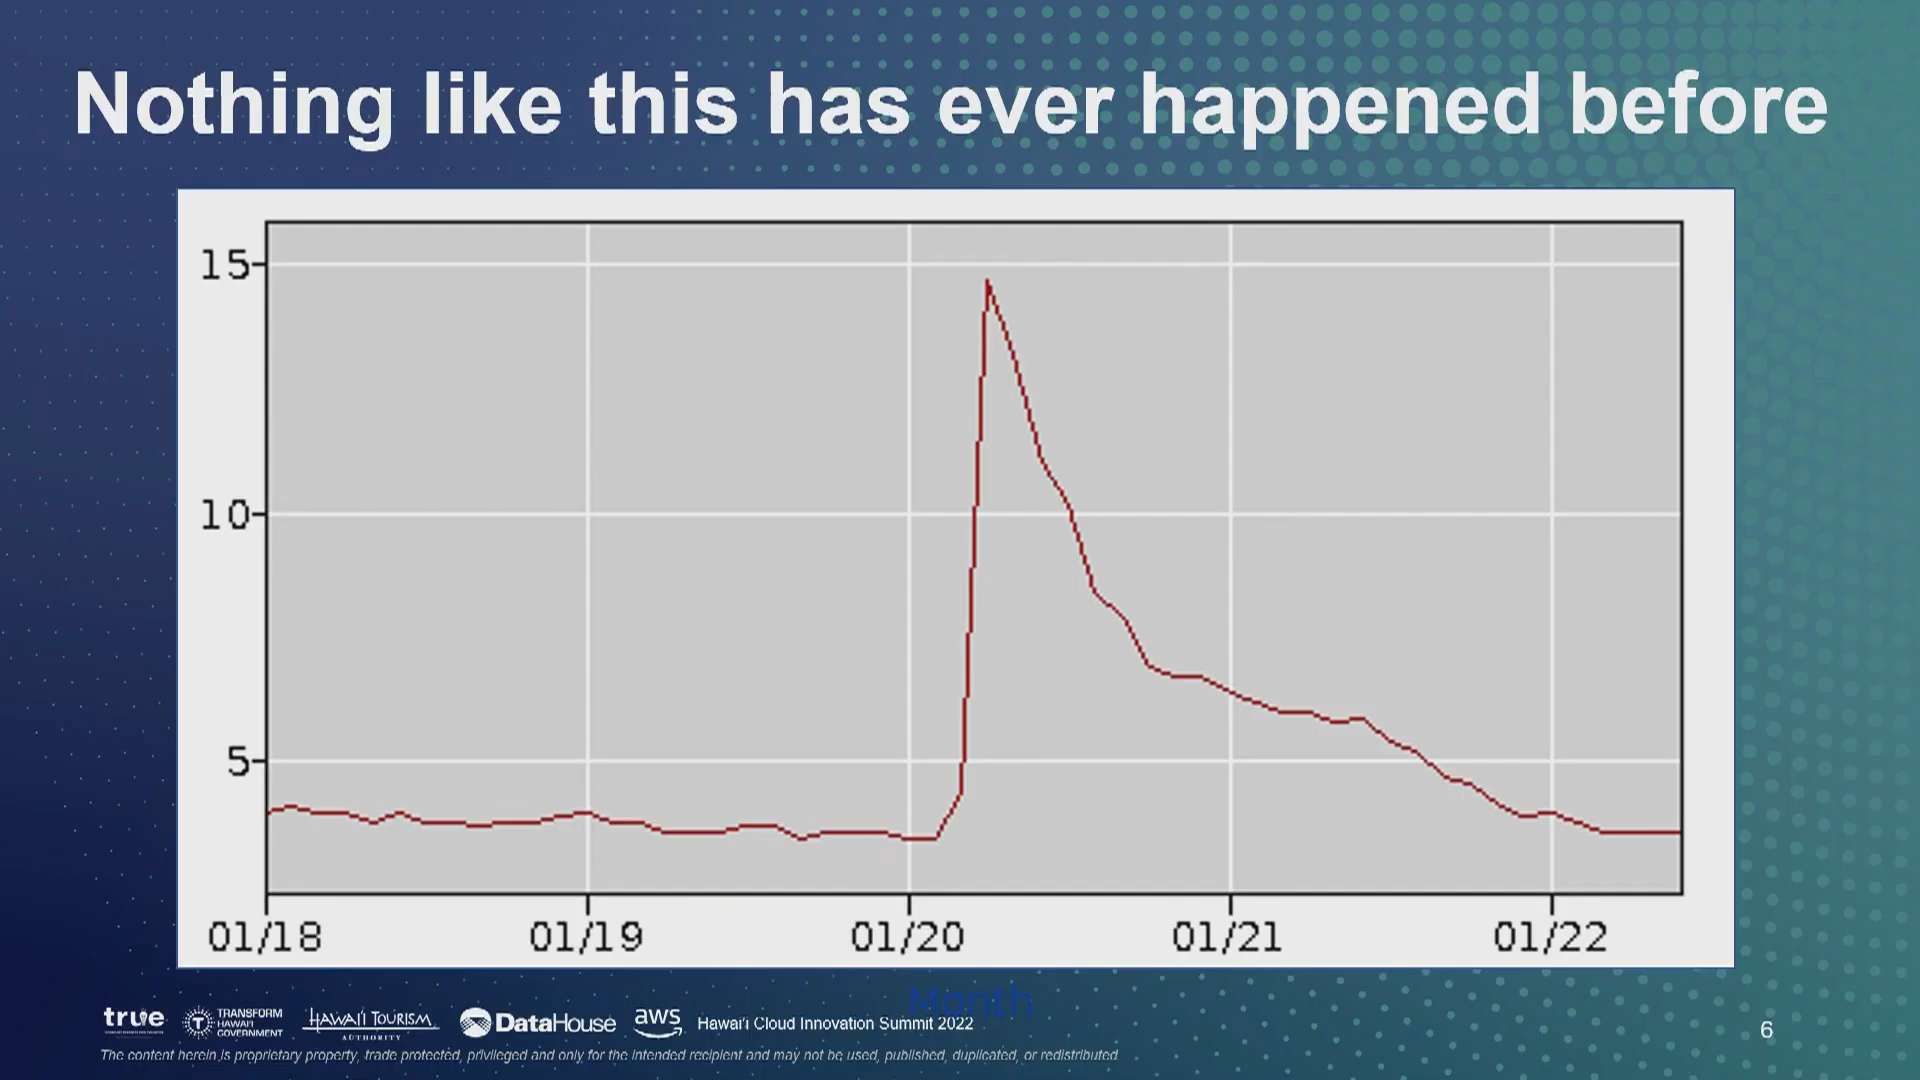 Nothing like this has ever happened before
15
10
5
01/18 01/19 01/20 01/21 01/22
Month
true
TRANSFORM
HAWAI'I
GOVERNMENT
HAWAI'I TOURISM
AUTHORITY
DataHouse
aws
Hawai'i Cloud Innovation Summit 2022
6
The content herein is proprietary property, trade protected, privileged and only for the intended recipient and may not be used, published, duplicated, or redistributed